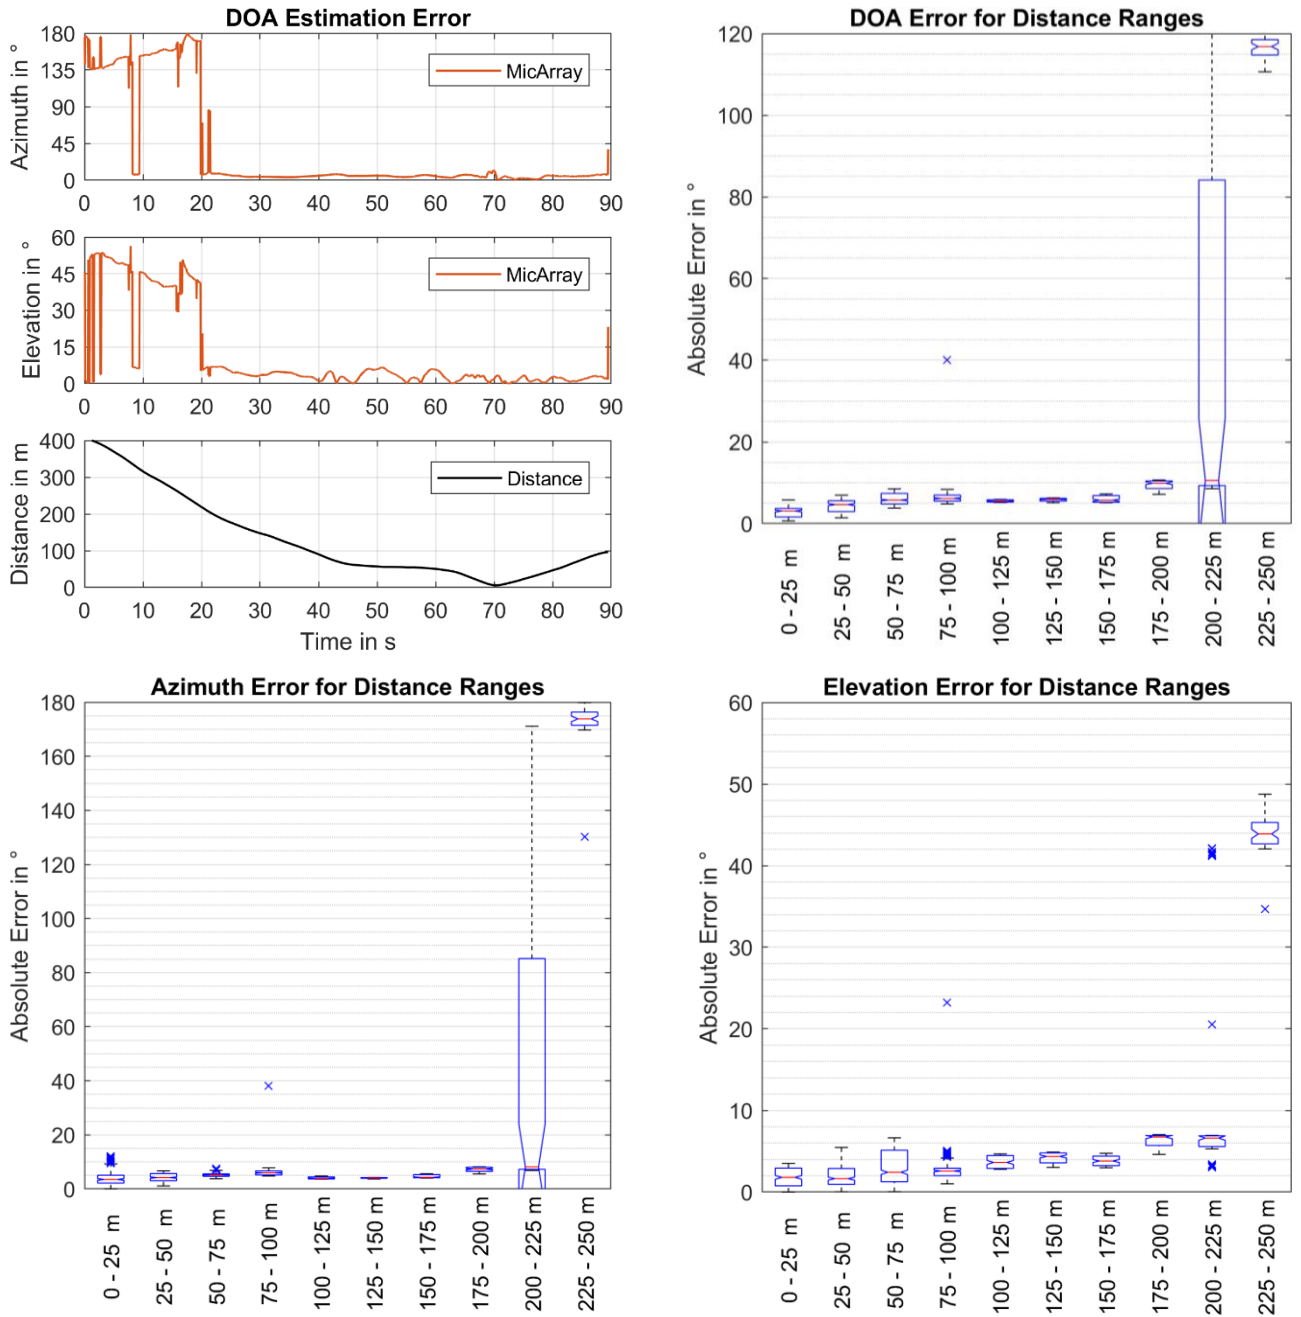 DOA Estimation Error
Azimuth in °
180
135
90
45
0
MicArray
0 10 20 30 40 50 60 70 80 90
Elevation in °
60
45
30
15
0
MicArray
0 10 20 30 40 50 60 70 80 90
Distance in m
400
300
200
100
0
Distance
0 10 20 30 40 50 60 70 80 90
Time in s
DOA Error for Distance Ranges
Absolute Error in °
120
100
80
60
40
20
0
0 - 25 m
25 - 50 m
50 - 75 m
75 - 100 m
100 - 125 m
125 - 150 m
150 - 175 m
175 - 200 m
200 - 225 m
225 - 250 m
Azimuth Error for Distance Ranges
Absolute Error in °
180
160
140
120
100
80
60
40
20
0
0 - 25 m
25 - 50 m
50 - 75 m
75 - 100 m
100 - 125 m
125 - 150 m
150 - 175 m
175 - 200 m
200 - 225 m
225 - 250 m
Elevation Error for Distance Ranges
Absolute Error in °
60
50
40
30
20
10
0
0 - 25 m
25 - 50 m
50 - 75 m
75 - 100 m
100 - 125 m
125 - 150 m
150 - 175 m
175 - 200 m
200 - 225 m
225 - 250 m